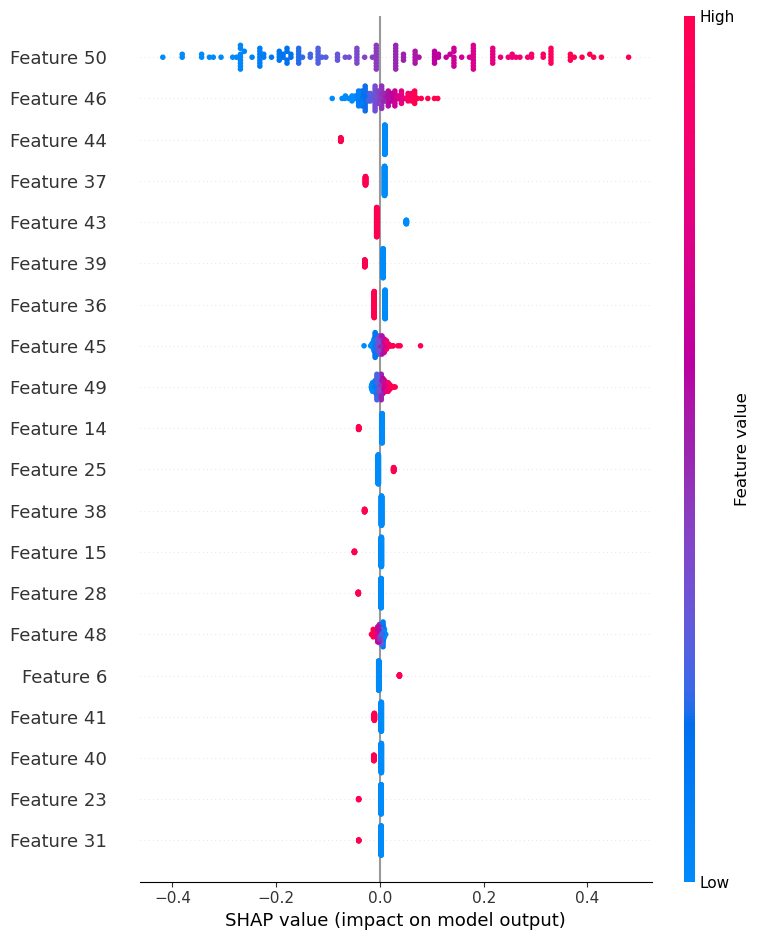 High
Feature 50
Feature 46
Feature 44
Feature 37
Feature 43
Feature 39
Feature 36
Feature 45
Feature 49
Feature 14
Feature 25
Feature 38
Feature 15
Feature 28
Feature 48
Feature 6
Feature 41
Feature 40
Feature 23
Feature 31
Feature value
Low
−0.4 −0.2 0.0 0.2 0.4
SHAP value (impact on model output)